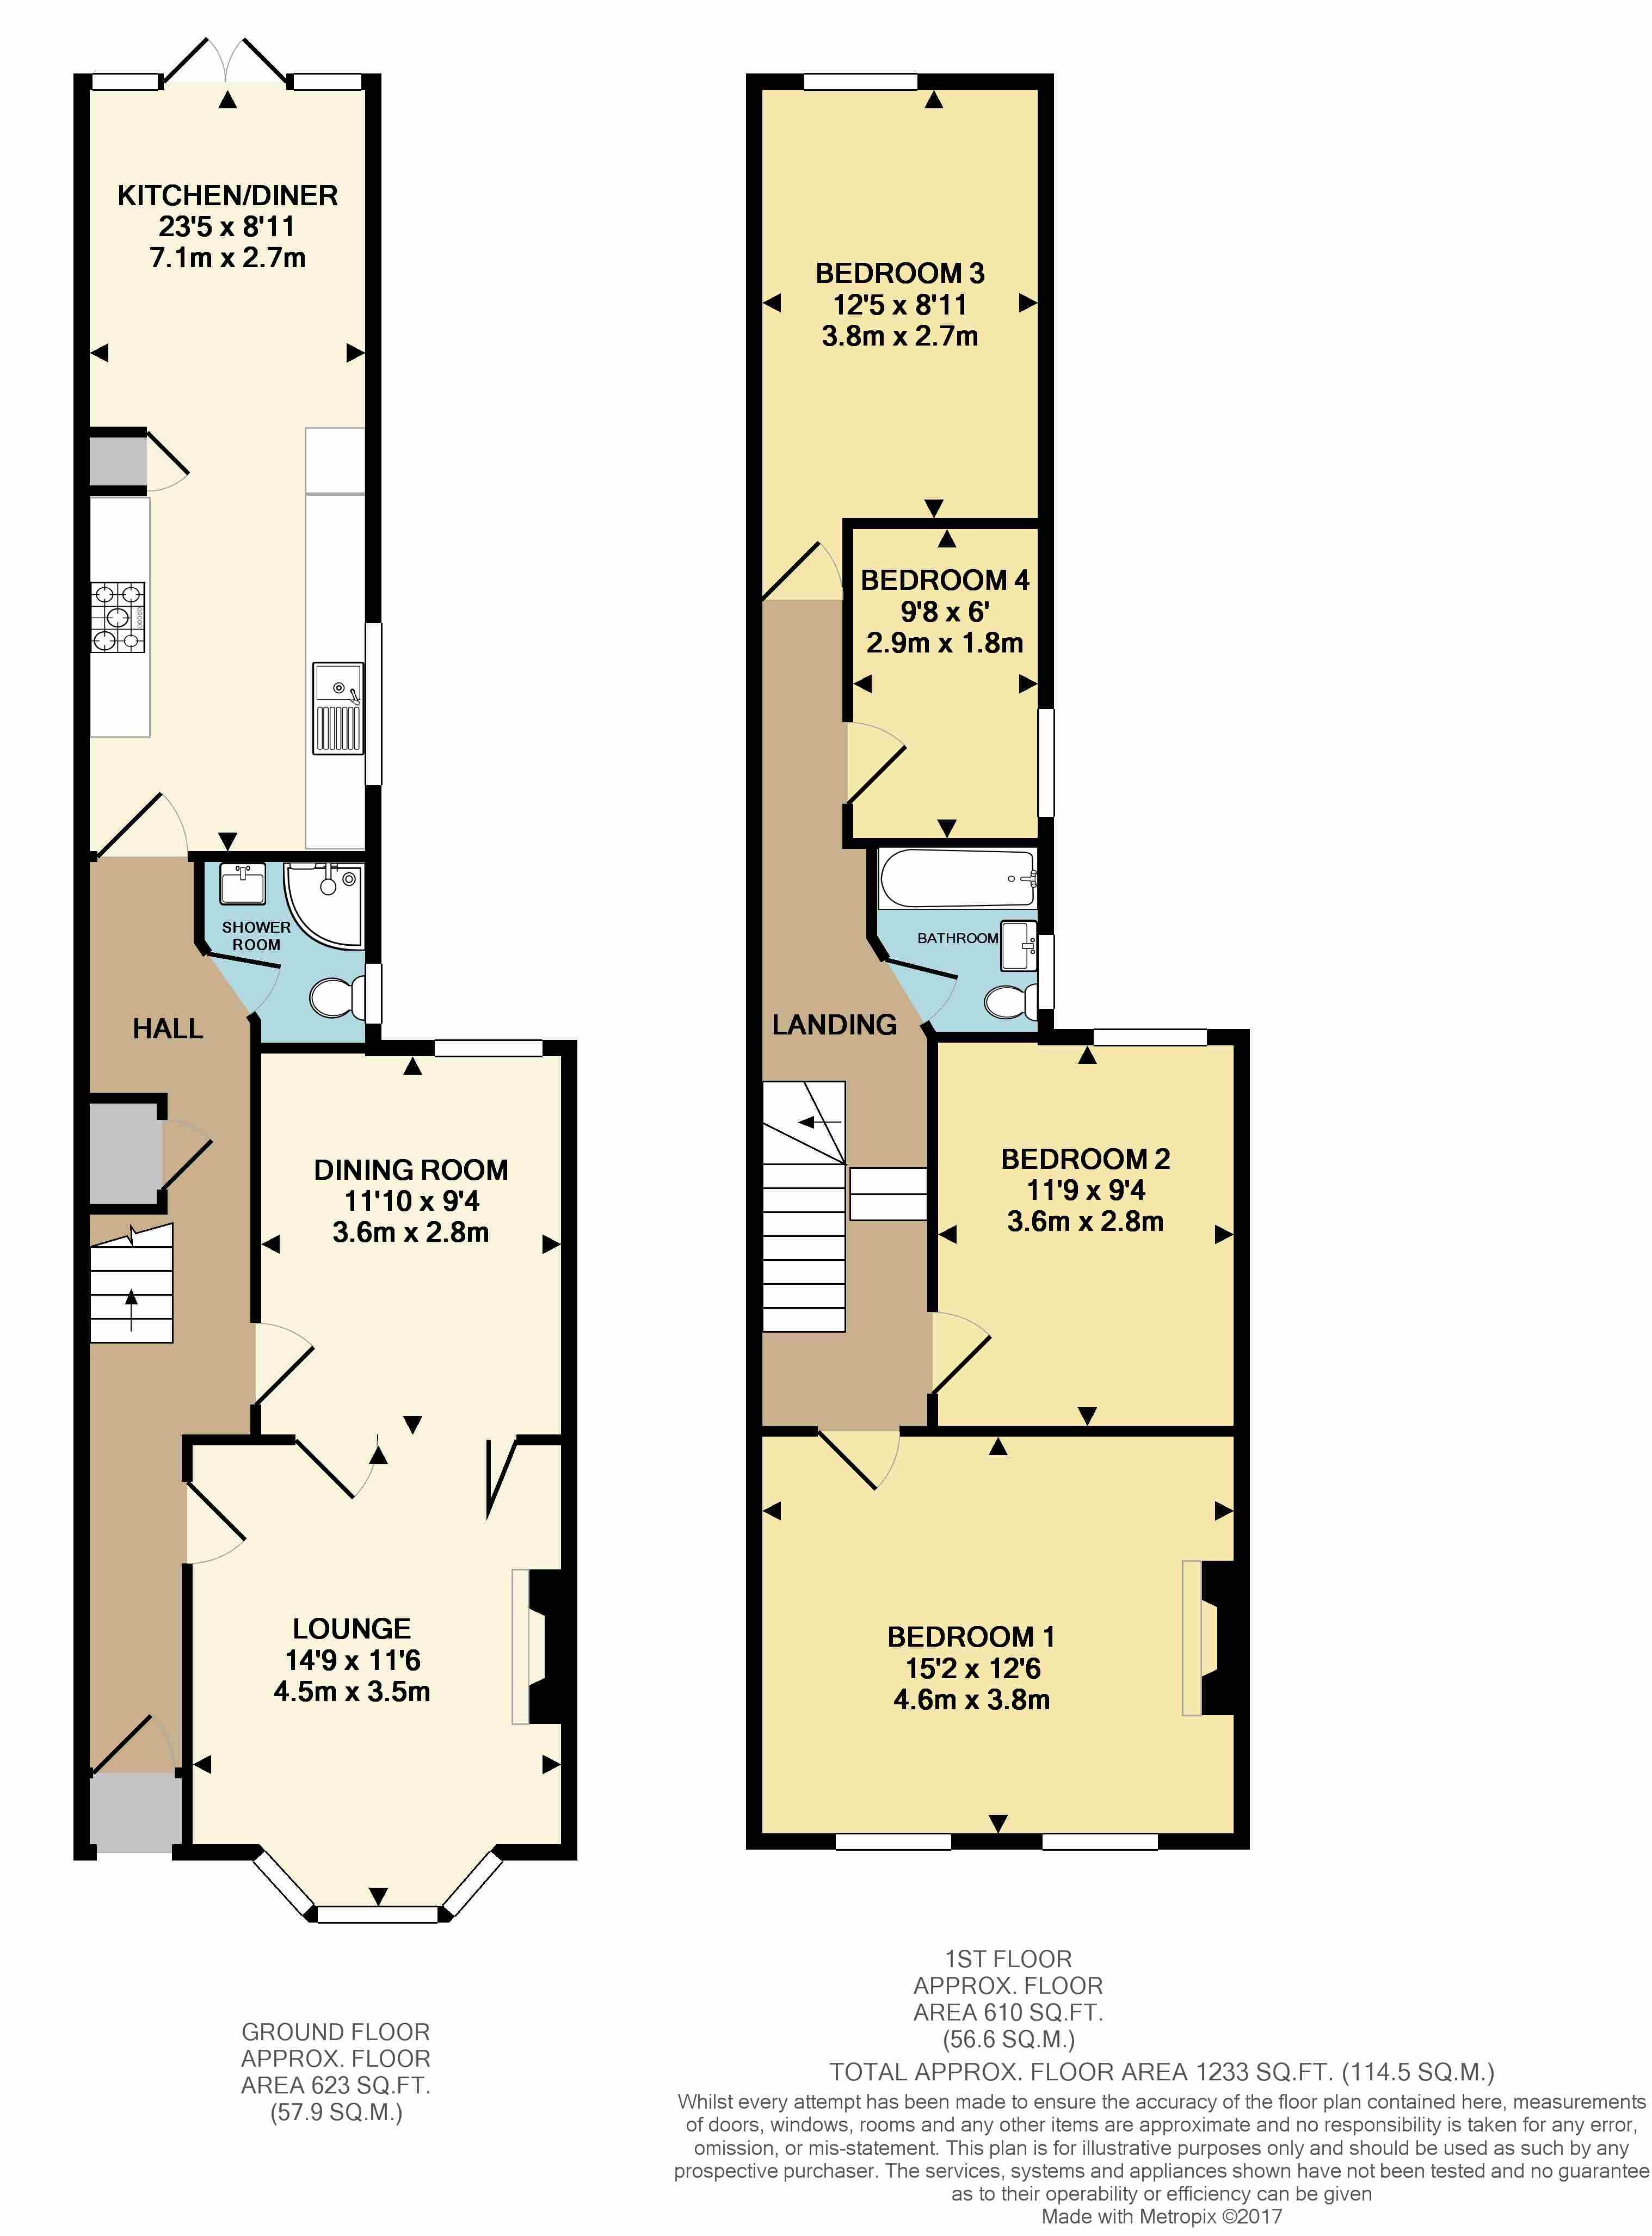 KITCHEN/DINER
23'5 x 8'11
7.1m x 2.7m
SHOWER
ROOM
HALL
DINING ROOM
11'10 x 9'4
3.6m x 2.8m
LOUNGE
14'9 x 11'6
4.5m x 3.5m
GROUND FLOOR
APPROX. FLOOR
AREA 623 SQ.FT.
(57.9 SQ.M.)
BEDROOM 3
12'5 x 8'11
3.8m x 2.7m
BEDROOM 4
9'8 x 6'
2.9m x 1.8m
BATHROOM
LANDING
BEDROOM 2
11'9 x 9'4
3.6m x 2.8m
BEDROOM 1
15'2 x 12'6
4.6m x 3.8m
1ST FLOOR
APPROX. FLOOR
AREA 610 SQ.FT.
(56.6 SQ.M.)
TOTAL APPROX. FLOOR AREA 1233 SQ.FT. (114.5 SQ.M.)
Whilst every attempt has been made to ensure the accuracy of the floor plan contained here, measurements
of doors, windows, rooms and any other items are approximate and no responsibility is taken for any error,
omission, or mis-statement. This plan is for illustrative purposes only and should be used as such by any
prospective purchaser. The services, systems and appliances shown have not been tested and no guarantee
as to their operability or efficiency can be given
Made with Metropix ©2017